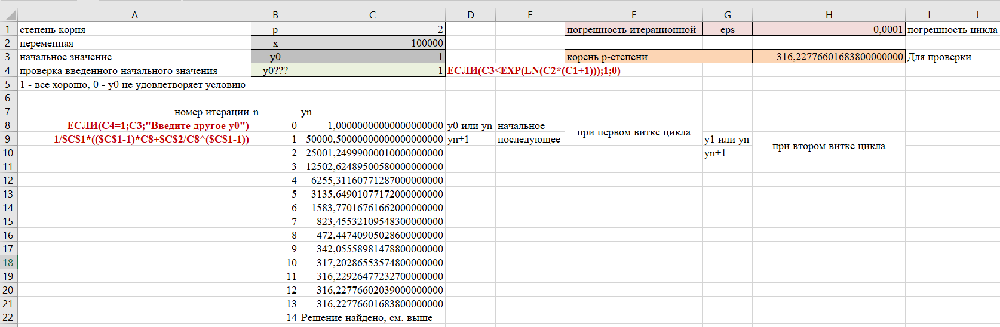 A B C D E F G H I J
1 степень корня p 2 погрешность итерационной eps 0,0001 погрешность цикла
2 переменная x 100000
3 начальное значение y0 1 корень p-степени 316,22776601683800000000 Для проверки
4 проверка введенного начального значения y0??? 1 ЕСЛИ(C3<EXP(LN(C2*(C1+1)));1;0)
5 1 - все хорошо, 0 - y0 не удовлетворяет условию
6
7 номер итерации n yn
8 ЕСЛИ(C4=1;C3;"Введите другое y0") 0 1,00000000000000000000 y0 или yn начальное
при первом витке цикла
9 1/$C$1*(($C$1-1)*C8+$C$2/C8^($C$1-1)) 1 50000,50000000000000000000 yn+1 последующее y1 или yn
при втором витке цикла
10 2 25001,24999000010000000000 yn+1
11 3 12502,62489500580000000000
12 4 6255,31160771287000000000
13 5 3135,64901077172000000000
14 6 1583,77016761662000000000
15 7 823,45532109548300000000
16 8 472,44740905028600000000
17 9 342,05558981478800000000
18 10 317,20286553574800000000
19 11 316,22926477232700000000
20 12 316,22776602039000000000
21 13 316,22776601683800000000
22 14 Решение найдено, см. выше